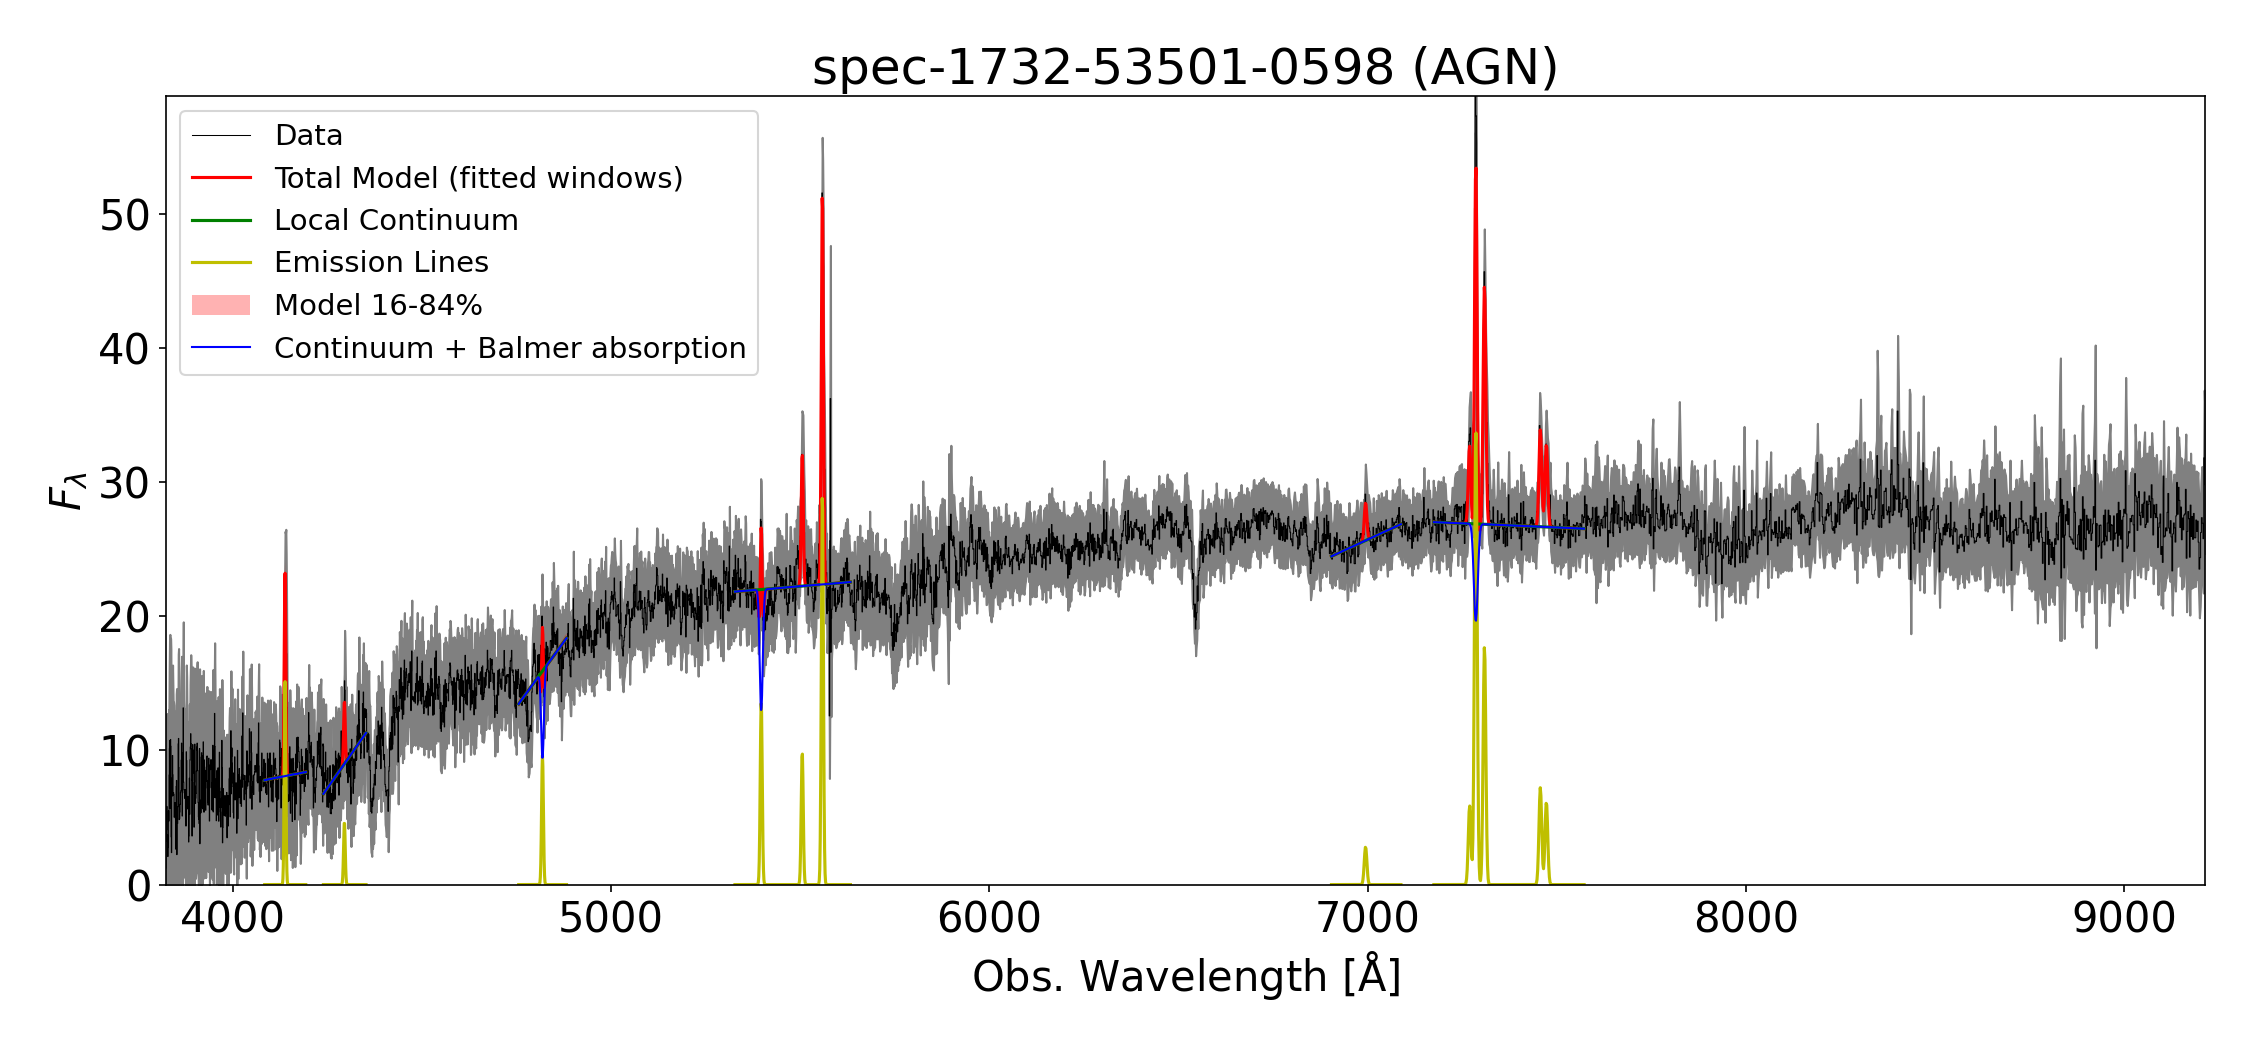 spec-1732-53501-0598 (AGN)
Data
Total Model (fitted windows)
Local Continuum
Emission Lines
Model 16-84%
Continuum + Balmer absorption
50
40
30
20
10
0
Fλ
4000 5000 6000 7000 8000 9000
Obs. Wavelength [Å]